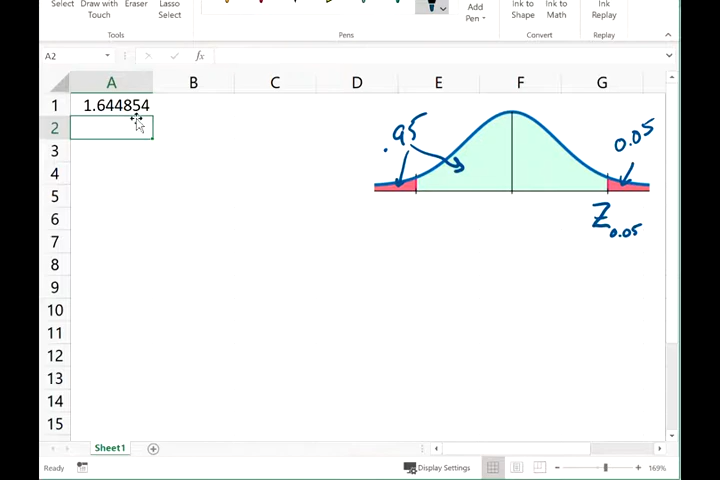 Select
Draw with Touch
Eraser
Lasso Select
Add Pen
Ink to Shape
Ink to Math
Ink Replay
Tools
Pens
Convert
Replay
A2
fx
A B C D E F G
1 1.644854
2
3
4
5
6
7
8
9
10
11
12
13
14
15
.95
0.05
Z0.05
Sheet1
Ready
Display Settings
169%